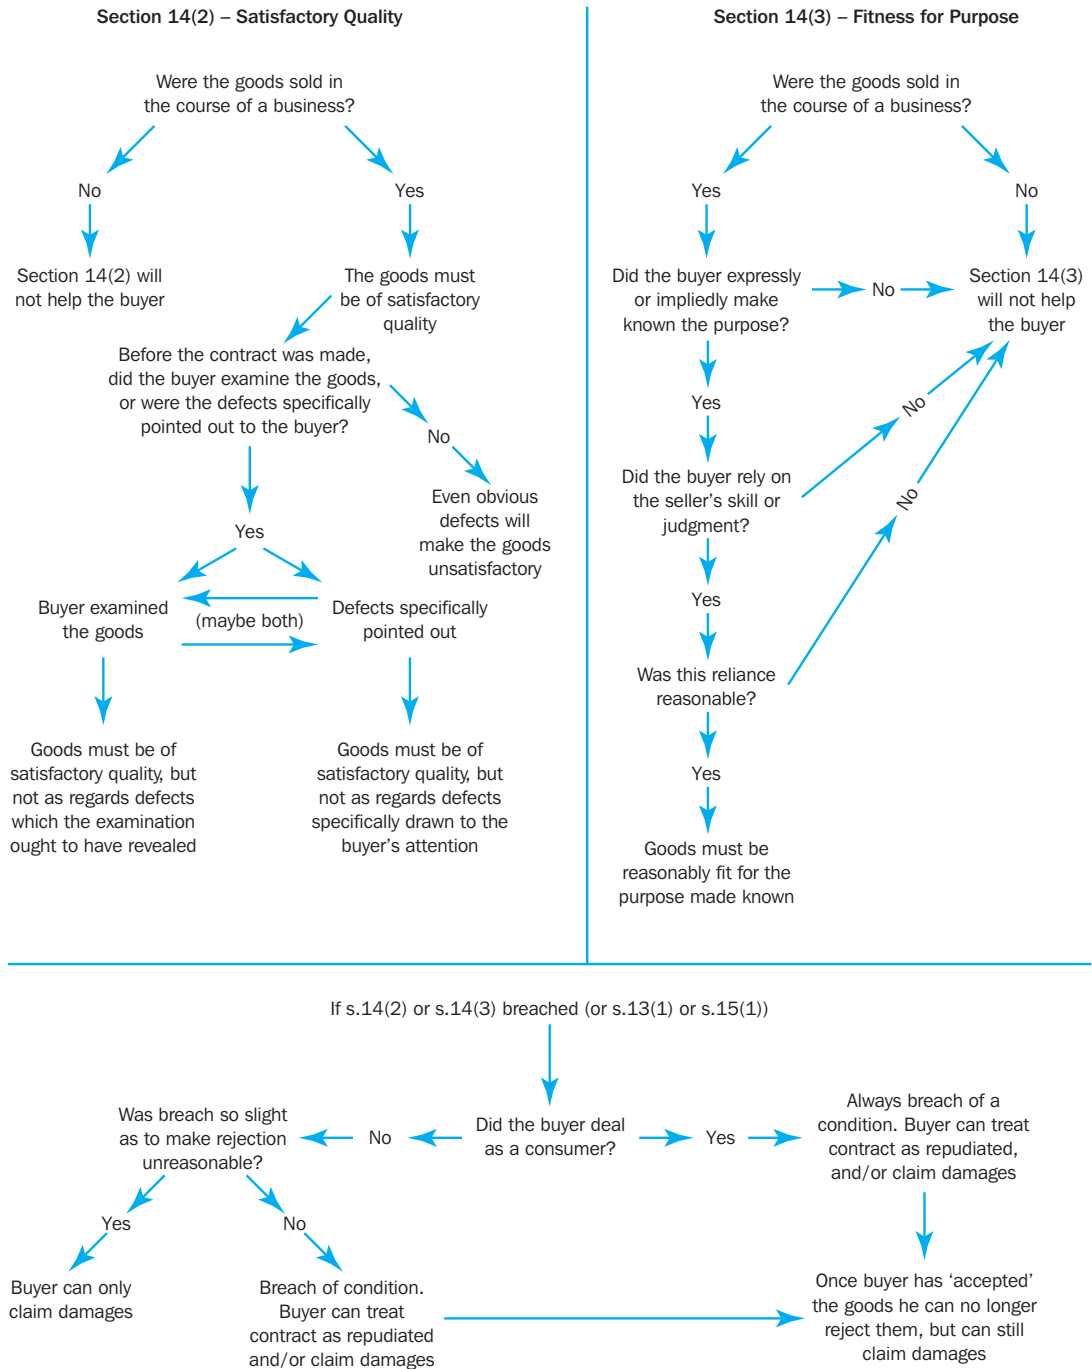 Section 14(2) – Satisfactory Quality
Were the goods sold in
the course of a business?
No
Yes
Section 14(2) will
not help the buyer
The goods must
be of satisfactory
quality
Before the contract was made,
did the buyer examine the goods,
or were the defects specifically
pointed out to the buyer?
No
Even obvious
defects will
make the goods
unsatisfactory
Yes
Buyer examined
the goods
(maybe both)
Defects specifically
pointed out
Goods must be of
satisfactory quality, but
not as regards defects
which the examination
ought to have revealed
Goods must be of
satisfactory quality, but
not as regards defects
specifically drawn to the
buyer’s attention
Section 14(3) – Fitness for Purpose
Were the goods sold in
the course of a business?
Yes
No
Did the buyer expressly
or impliedly make
known the purpose?
No
Section 14(3)
will not help
the buyer
Yes
No
Did the buyer rely on
the seller’s skill or
judgment?
No
Yes
Was this reliance
reasonable?
Yes
Goods must be
reasonably fit for the
purpose made known
If s.14(2) or s.14(3) breached (or s.13(1) or s.15(1))
Was breach so slight
as to make rejection
unreasonable?
No
Did the buyer deal
as a consumer?
Yes
Always breach of a
condition. Buyer can treat
contract as repudiated,
and/or claim damages
Yes
No
Buyer can only
claim damages
Breach of condition.
Buyer can treat
contract as repudiated
and/or claim damages
Once buyer has ‘accepted’
the goods he can no longer
reject them, but can still
claim damages